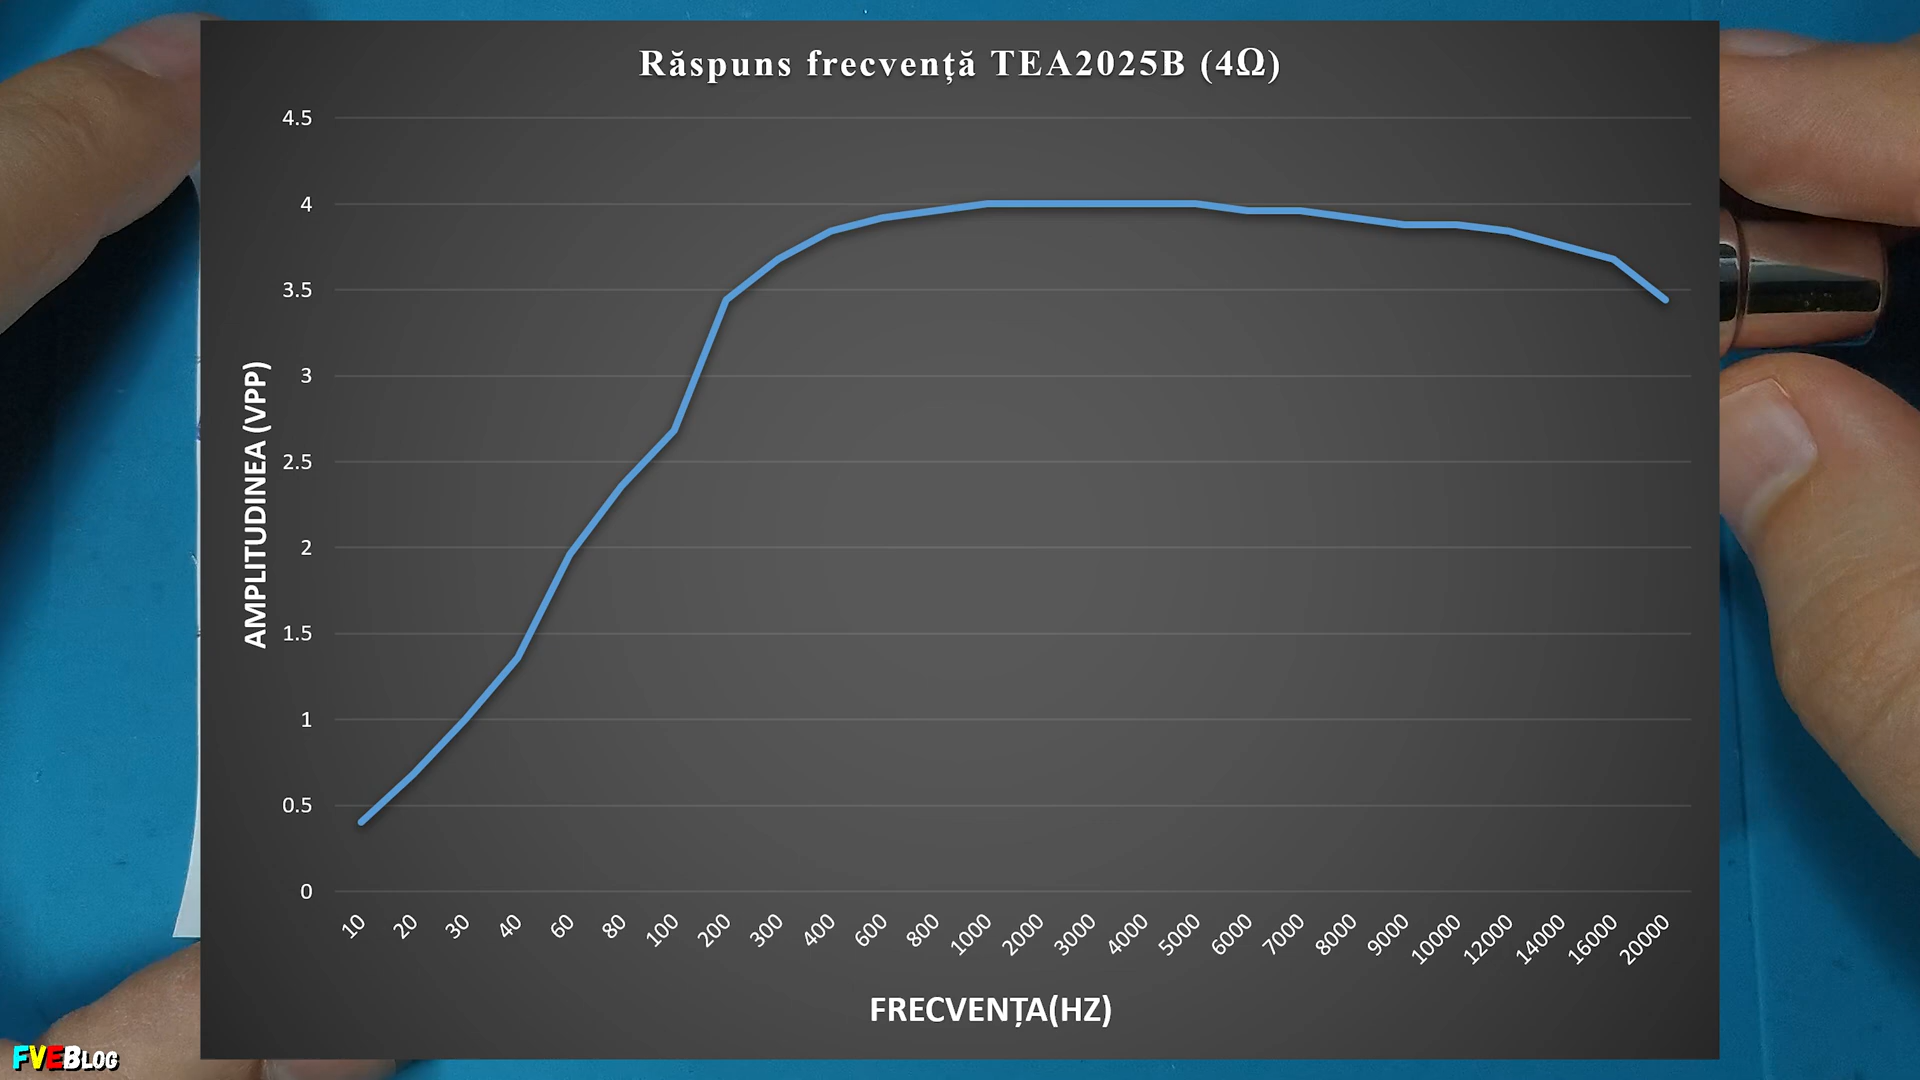 Răspuns frecvență TEA2025B (4Ω)
4.5
4
3.5
3
2.5
2
1.5
1
0.5
0
AMPLITUDINEA (VPP)
10 20 30 40 60 80 100 200 300 400 600 800 1000 2000 3000 4000 5000 6000 7000 8000 9000 10000 12000 14000 16000 20000
FRECVENȚA(HZ)
FVEBLOG